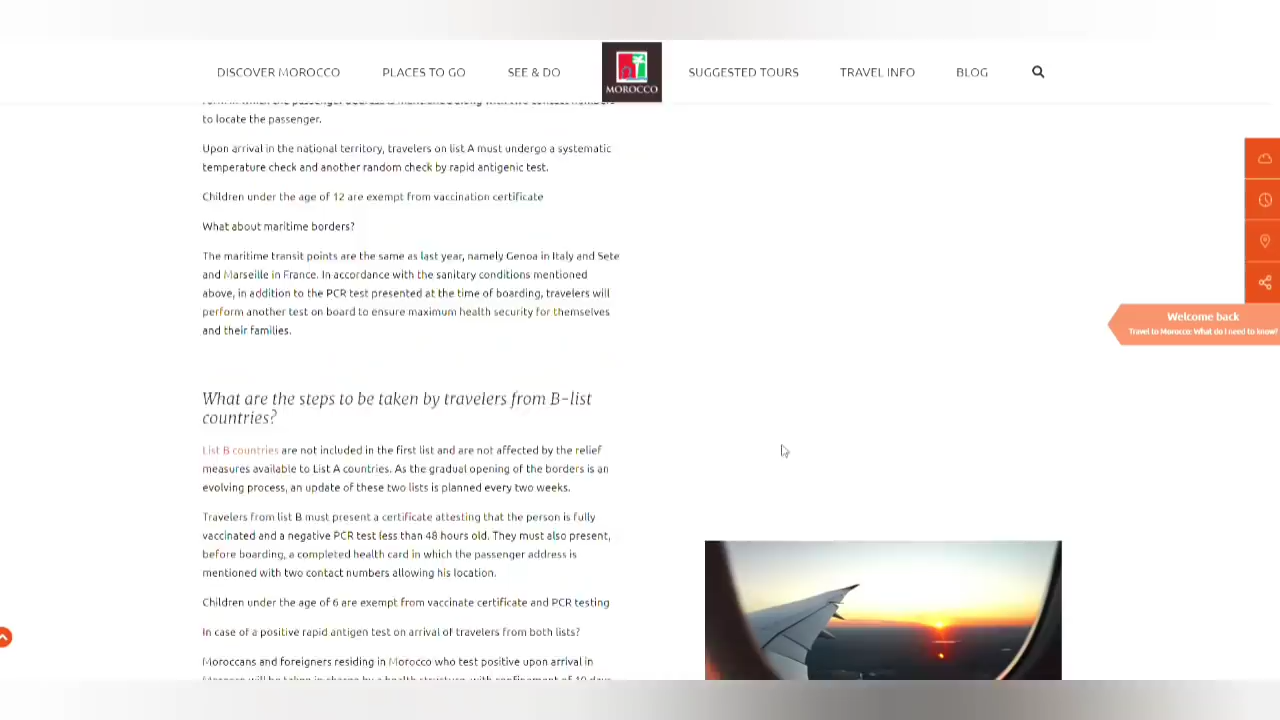 DISCOVER MOROCCO PLACES TO GO SEE & DO MOROCCO SUGGESTED TOURS TRAVEL INFO BLOG
to locate the passenger.
Upon arrival in the national territory, travelers on list A must undergo a systematic
temperature check and another random check by rapid antigenic test.
Children under the age of 12 are exempt from vaccination certificate
What about maritime borders?
The maritime transit points are the same as last year, namely Genoa in Italy and Sete
and Marseille in France. In accordance with the sanitary conditions mentioned
above, in addition to the PCR test presented at the time of boarding, travelers will
perform another test on board to ensure maximum health security for themselves
and their families.
Welcome back
Travel to Morocco: What do I need to know?
What are the steps to be taken by travelers from B-list
countries?
List B countries are not included in the first list and are not affected by the relief
measures available to List A countries. As the gradual opening of the borders is an
evolving process, an update of these two lists is planned every two weeks.
Travelers from list B must present a certificate attesting that the person is fully
vaccinated and a negative PCR test less than 48 hours old. They must also present,
before boarding, a completed health card in which the passenger address is
mentioned with two contact numbers allowing his location.
Children under the age of 6 are exempt from vaccinate certificate and PCR testing
In case of a positive rapid antigen test on arrival of travelers from both lists?
Moroccans and foreigners residing in Morocco who test positive upon arrival in